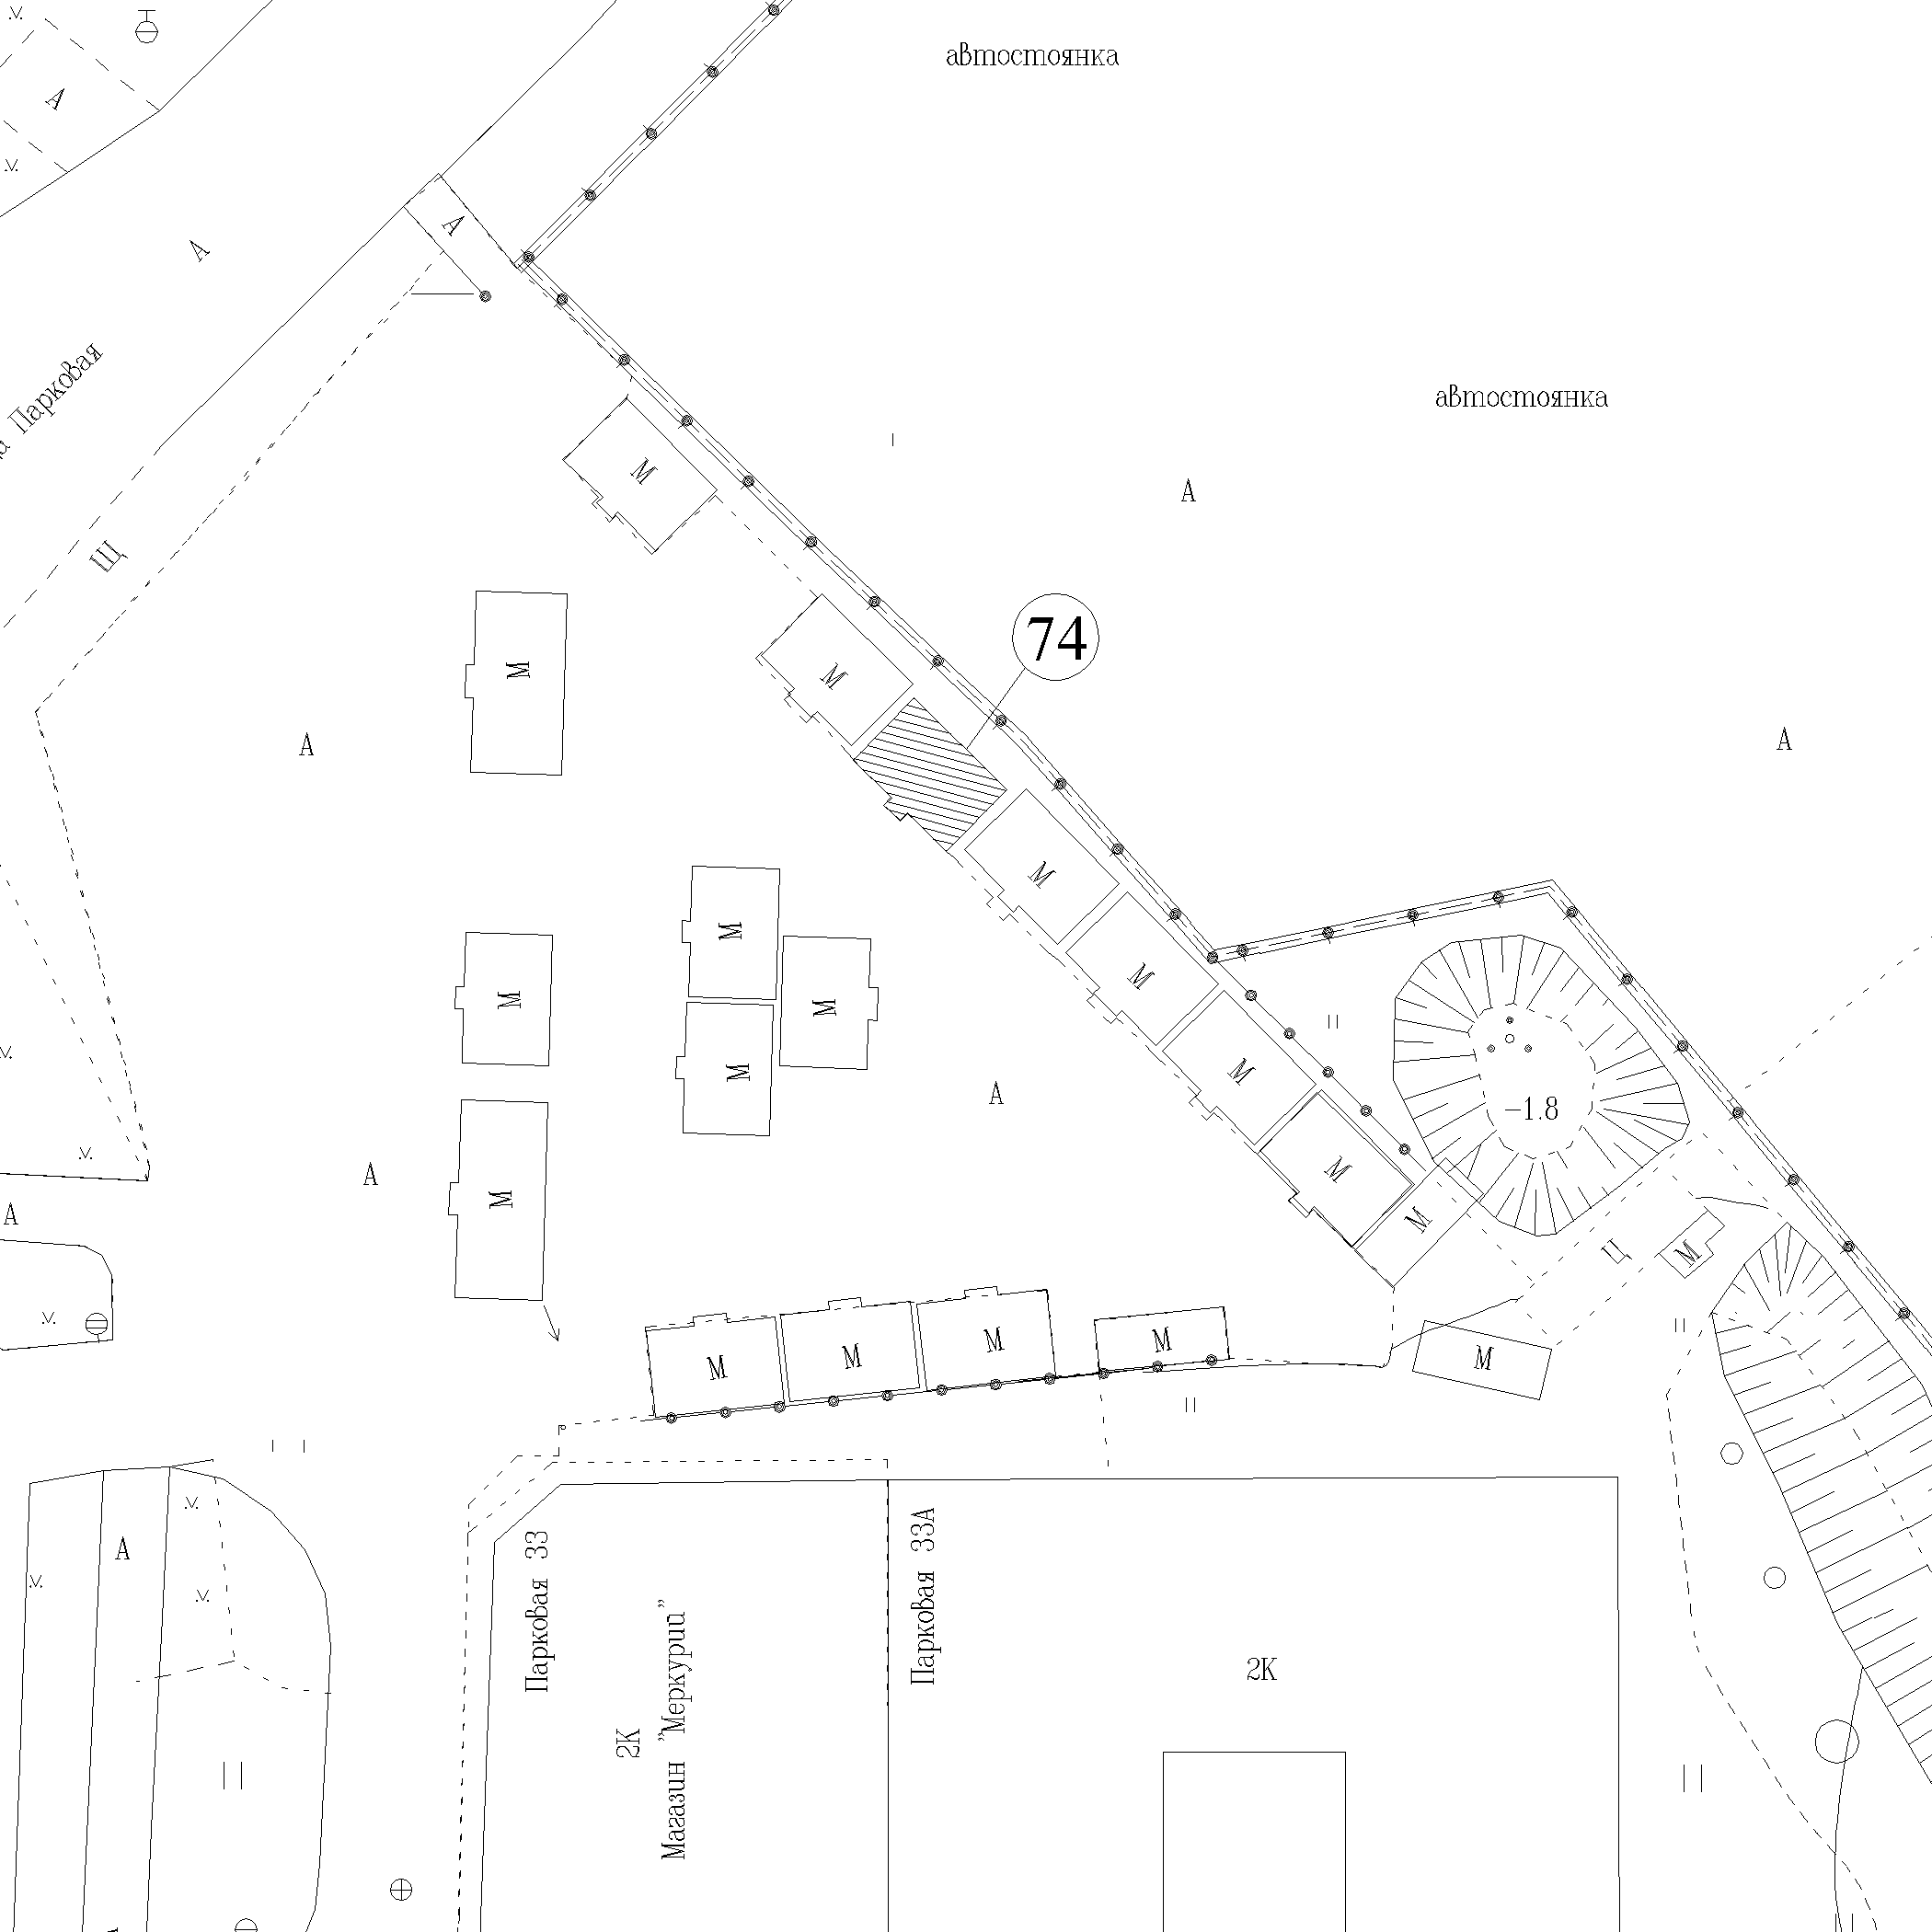 автостоянка
А
А
А
Парковая
автостоянка
М
А
Щ
74
М
М
А
А
М
М
М
М
М
М
А
М
М
-1.8
А
М
М
А
М
Ц
М
М
М
М
М
М
Парковая 33
Парковая 33А
А
Магазин "Меркурий"
2К
2К